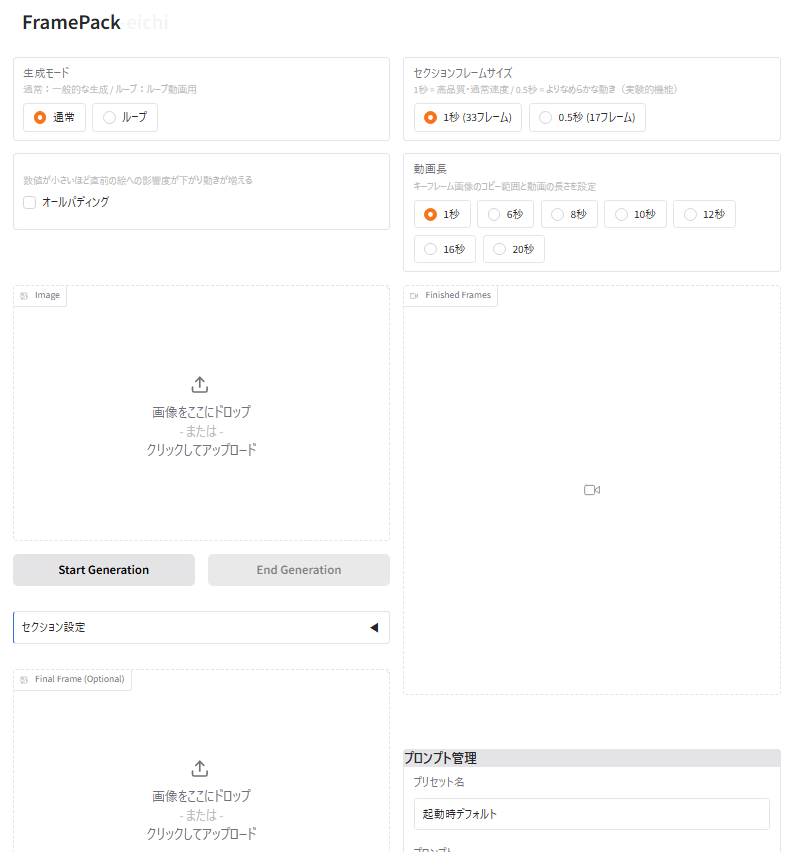 FramePack eichi
生成モード
通常：一般的な生成 / ループ：ループ動画用
通常
ループ
セクションフレームサイズ
1秒 = 高品質・通常速度 / 0.5秒 = よりなめらかな動き（実験的機能）
1秒 (33フレーム)
0.5秒 (17フレーム)
数値が小さいほど直前の絵への影響度が下がり動きが増える
オールパディング
動画長
キーフレーム画像のコピー範囲と動画の長さを設定
1秒
6秒
8秒
10秒
12秒
16秒
20秒
Image
画像をここにドロップ
- または -
クリックしてアップロード
Finished Frames
Start Generation
End Generation
セクション設定
Final Frame (Optional)
画像をここにドロップ
- または -
クリックしてアップロード
プロンプト管理
プリセット名
起動時デフォルト
プロンプト